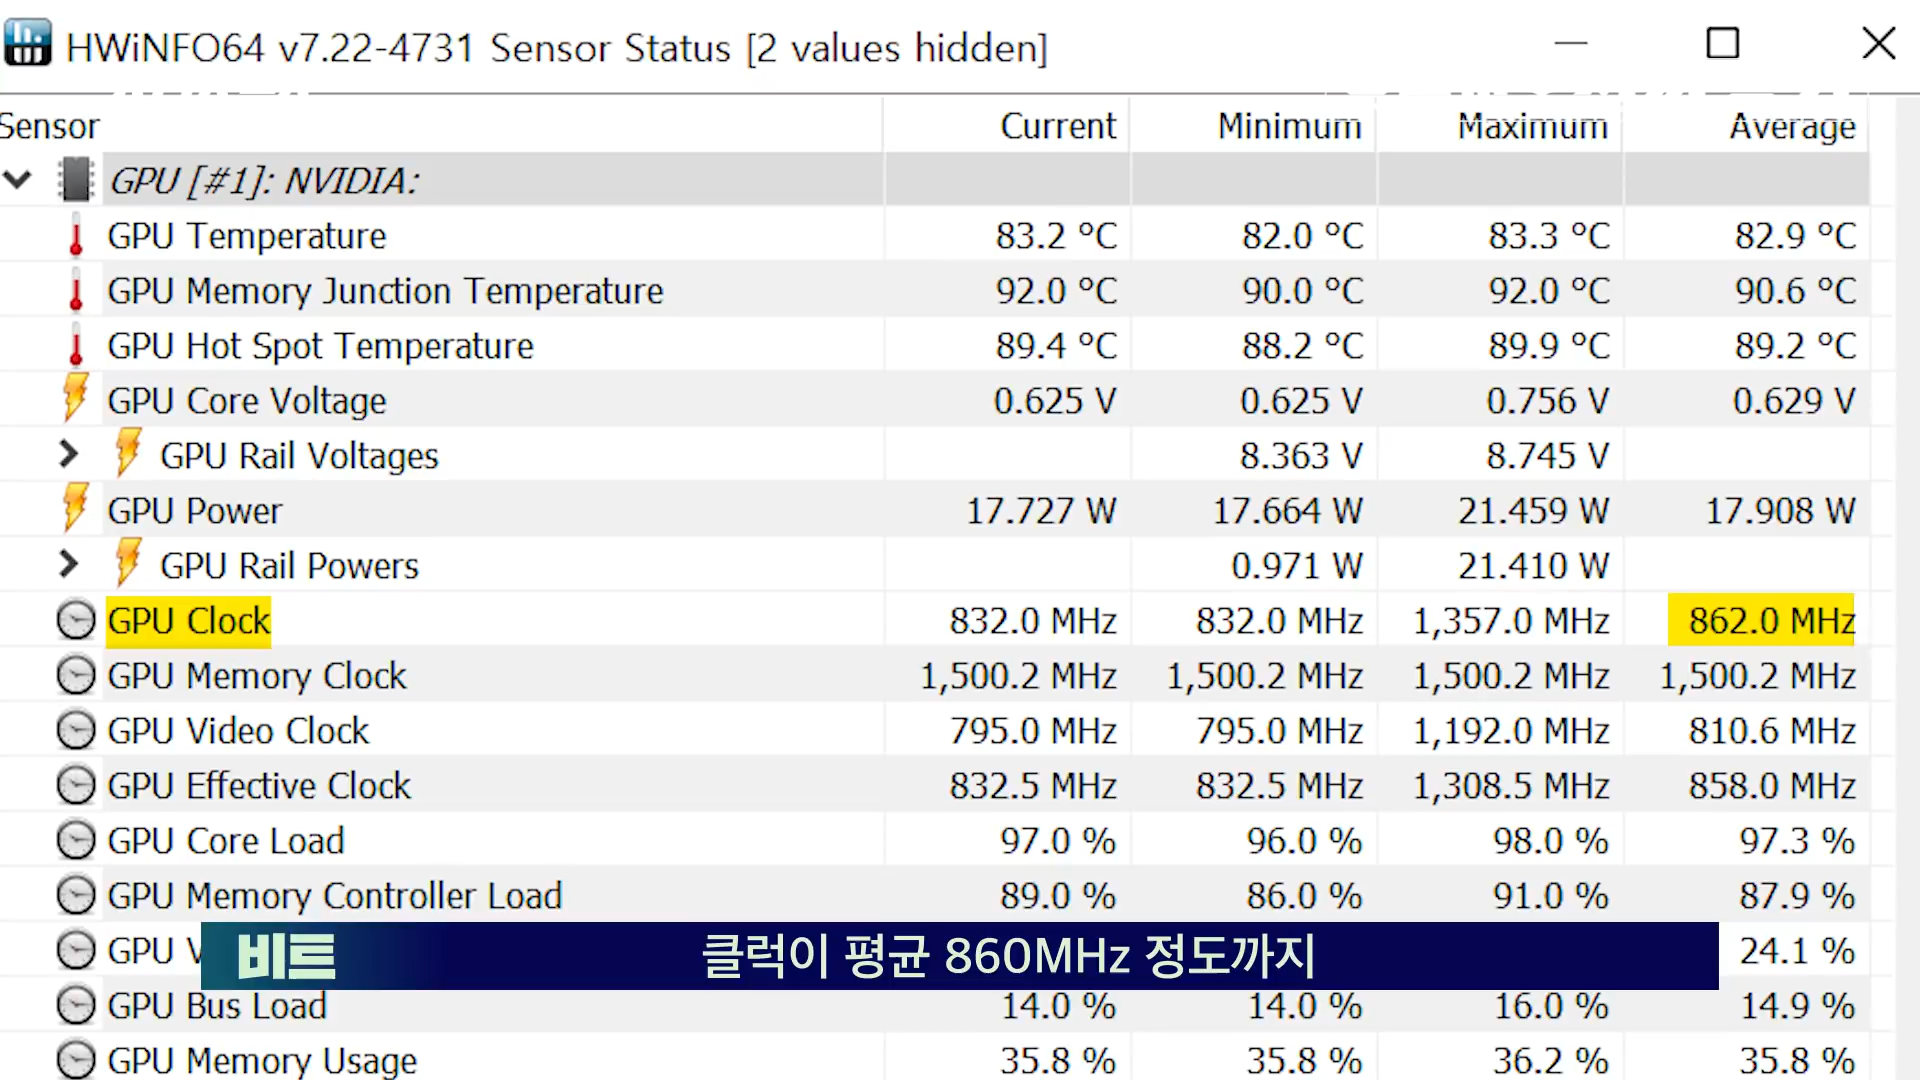 HWiNFO64 v7.22-4731 Sensor Status [2 values hidden]
Sensor Current Minimum Maximum Average
GPU [#1]: NVIDIA:
GPU Temperature 83.2 °C 82.0 °C 83.3 °C 82.9 °C
GPU Memory Junction Temperature 92.0 °C 90.0 °C 92.0 °C 90.6 °C
GPU Hot Spot Temperature 89.4 °C 88.2 °C 89.9 °C 89.2 °C
GPU Core Voltage 0.625 V 0.625 V 0.756 V 0.629 V
GPU Rail Voltages 8.363 V 8.745 V
GPU Power 17.727 W 17.664 W 21.459 W 17.908 W
GPU Rail Powers 0.971 W 21.410 W
GPU Clock 832.0 MHz 832.0 MHz 1,357.0 MHz 862.0 MHz
GPU Memory Clock 1,500.2 MHz 1,500.2 MHz 1,500.2 MHz 1,500.2 MHz
GPU Video Clock 795.0 MHz 795.0 MHz 1,192.0 MHz 810.6 MHz
GPU Effective Clock 832.5 MHz 832.5 MHz 1,308.5 MHz 858.0 MHz
GPU Core Load 97.0 % 96.0 % 98.0 % 97.3 %
GPU Memory Controller Load 89.0 % 86.0 % 91.0 % 87.9 %
GPU 24.1 %
비트 클럭이 평균 860MHz 정도까지
GPU Bus Load 14.0 % 14.0 % 16.0 % 14.9 %
GPU Memory Usage 35.8 % 35.8 % 36.2 % 35.8 %